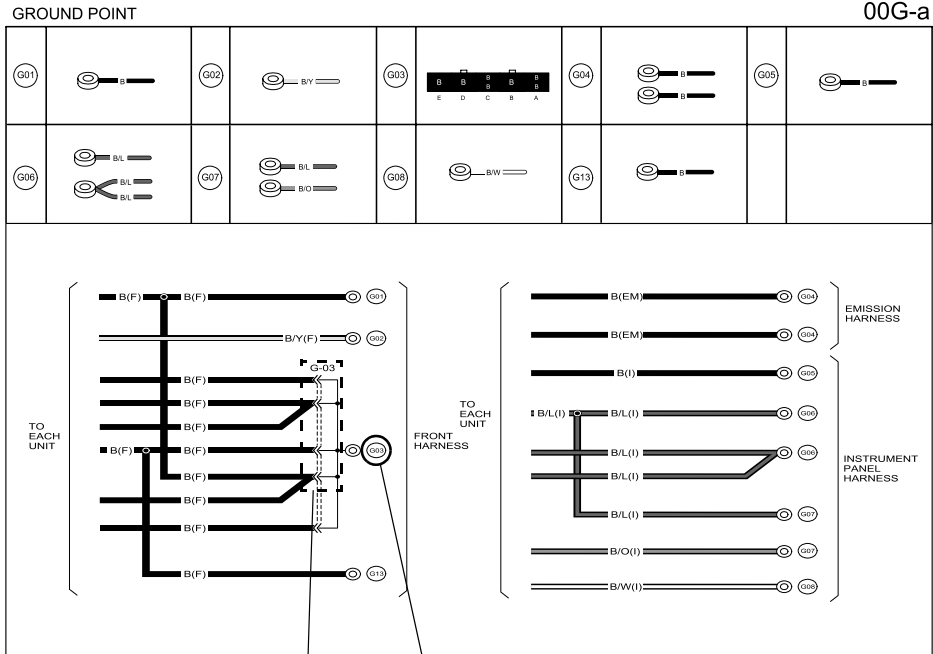 GROUND POINT
00G-a
G01
B
G02
B/Y
G03
B B B B B
B B
E D C B A
G04
B
B
G05
B
G06
B/L
B/L
B/L
G07
B/L
B/O
G08
B/W
G13
B
TO
EACH
UNIT
B(F) B(F) G01
B/Y(F) G02
G-03
B(F)
B(F)
B(F)
B(F) B(F) G03
B(F)
B(F)
B(F)
B(F) G13
FRONT
HARNESS
TO
EACH
UNIT
B(EM) G04
B(EM) G04
EMISSION
HARNESS
B(I) G05
B/L(I) B/L(I) G06
B/L(I) G06
B/L(I)
B/L(I) G07
B/O(I) G07
B/W(I) G08
INSTRUMENT
PANEL
HARNESS